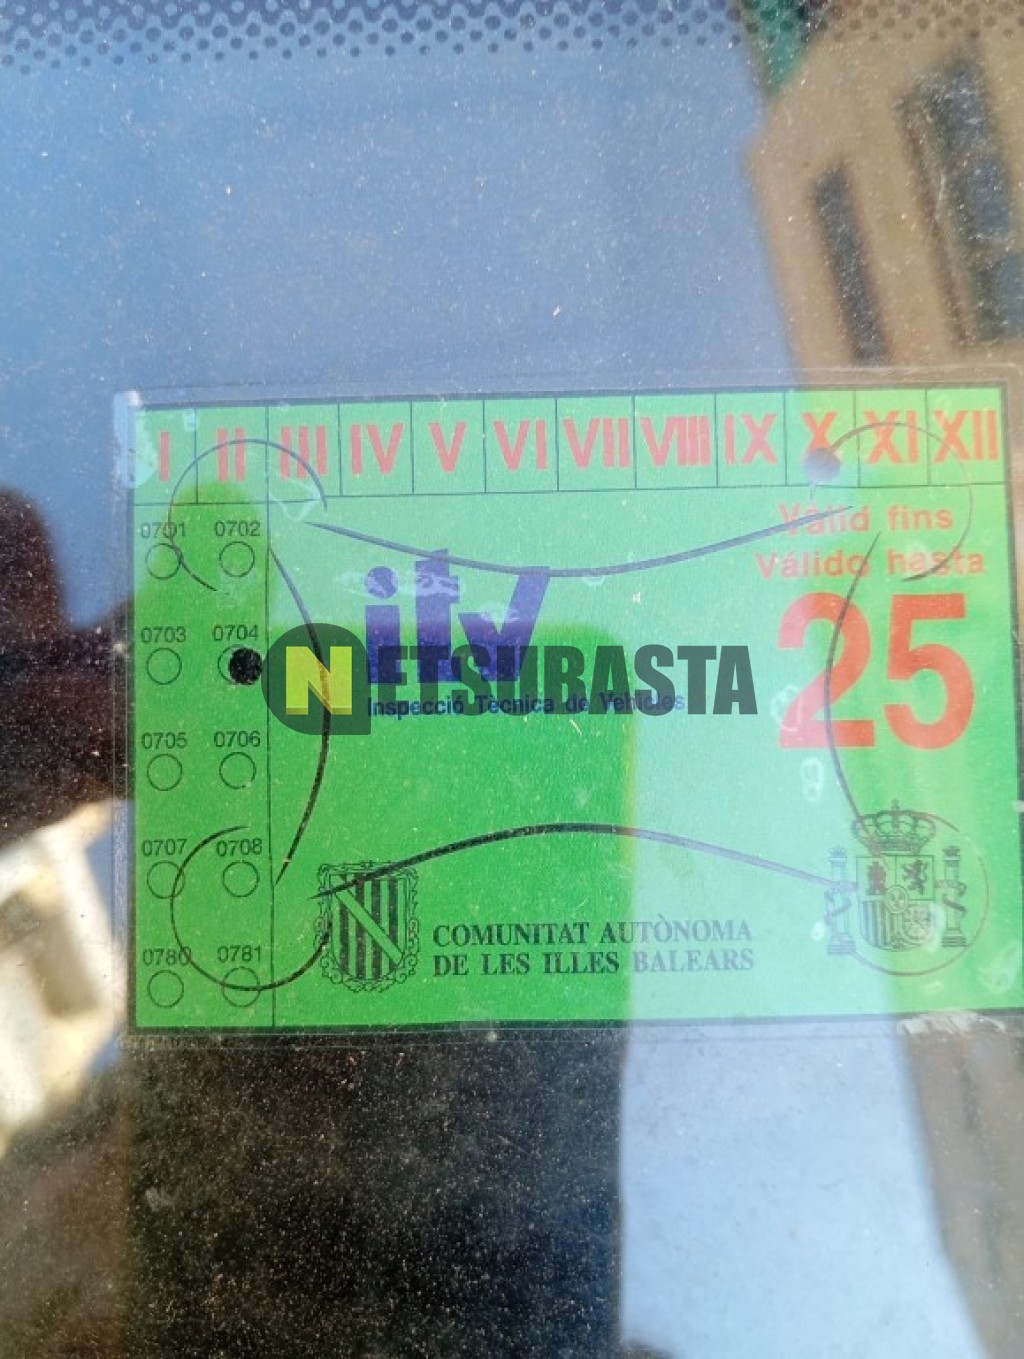 I II III IV V VI VII VIII IX X XI XII
0701 0702
Vàlid fins
Válido hasta
25
0703 0704
itv
NETSUBASTA
Inspecció Tècnica de Vehicles
0705 0706
0707 0708
0780 0781
COMUNITAT AUTÒNOMA
DE LES ILLES BALEARS